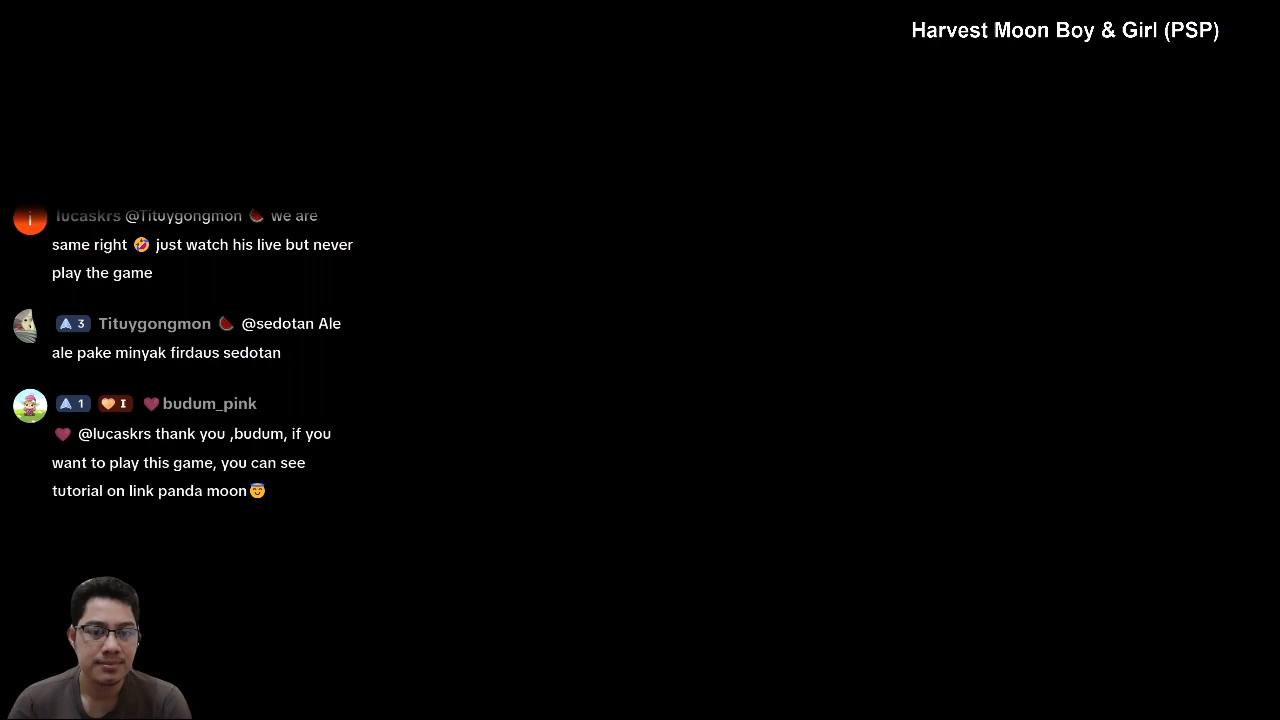 Harvest Moon Boy & Girl (PSP)
lucaskrs @Tituygongmon 🍉 we are
same right 🤣 just watch his live but never
play the game
3 Tituygongmon 🍉 @sedotan Ale
ale pake minyak firdaus sedotan
1 I ❤️budum_pink
❤️ @lucaskrs thank you ,budum, if you
want to play this game, you can see
tutorial on link panda moon😇